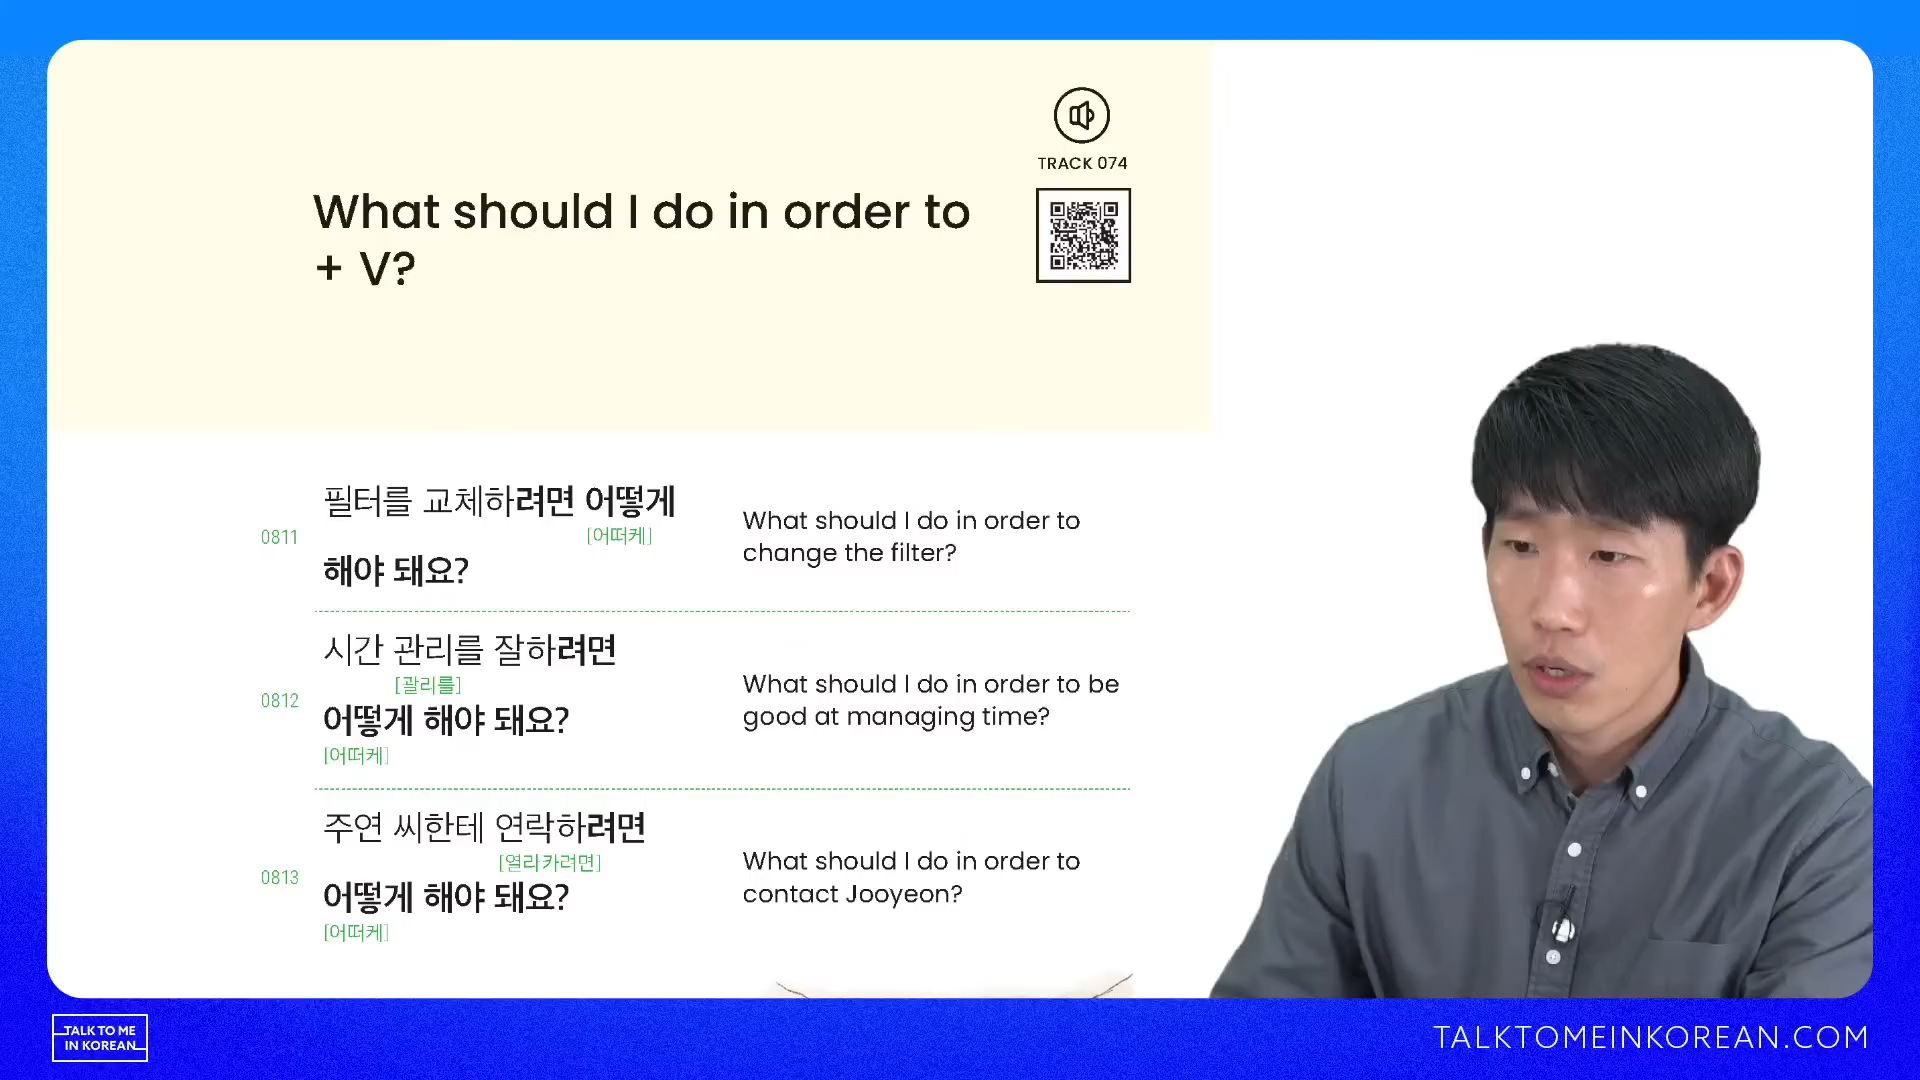 TRACK 074
What should I do in order to
+ V?
0811
필터를 교체하려면 어떻게
[어떠케]
해야 돼요?
What should I do in order to
change the filter?
0812
시간 관리를 잘하려면
[괄리를]
어떻게 해야 돼요?
[어떠케]
What should I do in order to be
good at managing time?
0813
주연 씨한테 연락하려면
[열라카려면]
어떻게 해야 돼요?
[어떠케]
What should I do in order to
contact Jooyeon?
TALK TO ME
IN KOREAN
TALKTOMEINKOREAN.COM